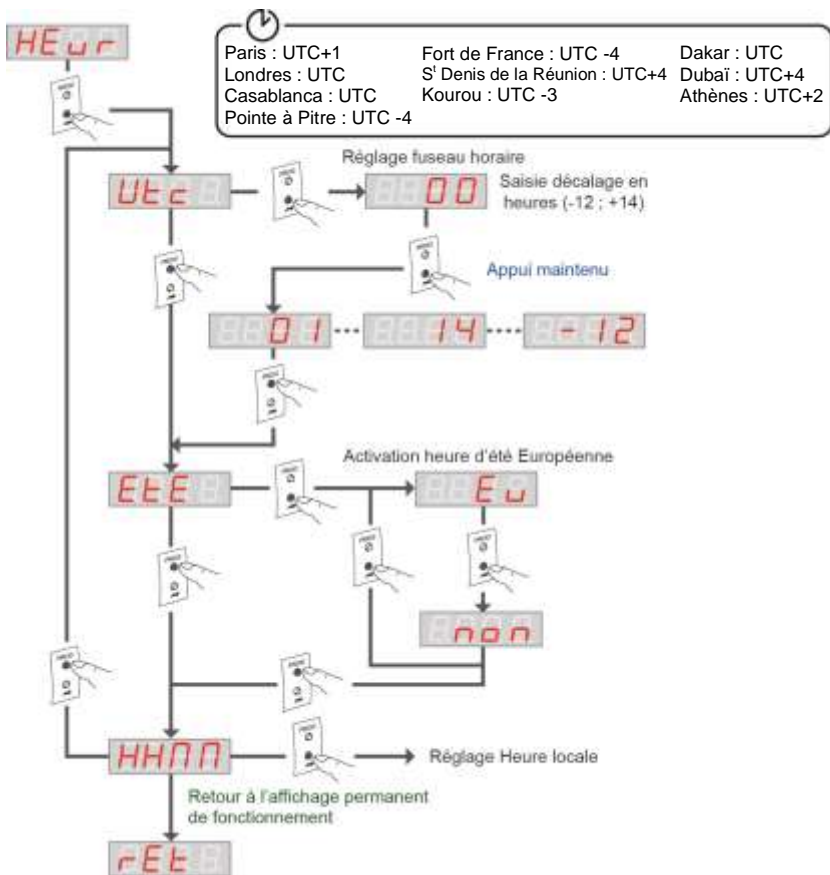 HEur
Paris : UTC+1
Londres : UTC
Casablanca : UTC
Pointe à Pitre : UTC -4
Fort de France : UTC -4
St Denis de la Réunion : UTC+4
Kourou : UTC -3
Dakar : UTC
Dubaï : UTC+4
Athènes : UTC+2
Réglage fuseau horaire
Utc
00
Saisie décalage en
heures (-12 ; +14)
Appui maintenu
01
14
-12
Activation heure d'été Européenne
EtE
Eu
non
HHMM
Réglage Heure locale
Retour à l'affichage permanent
de fonctionnement
rEt